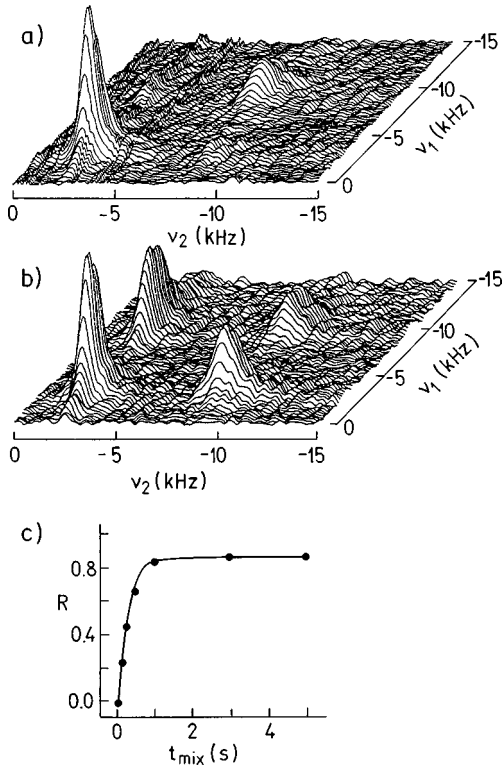 a)
-15
-10
-5
0
ν₁ (kHz)
0 -5 -10 -15
ν₂ (kHz)
b)
-15
-10
-5
0
ν₁ (kHz)
0 -5 -10 -15
ν₂ (kHz)
c)
0.8
R
0.4
0.0
0 2 4
t_mix (s)